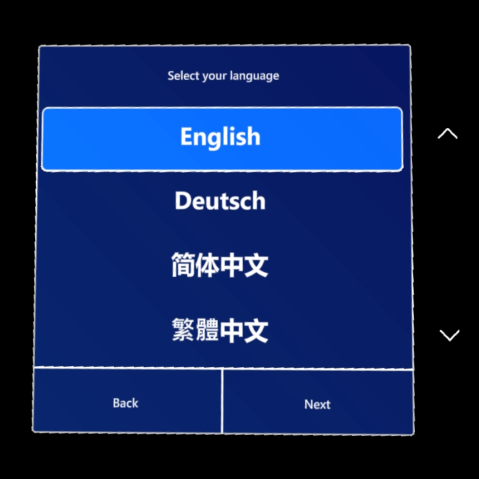 Select your language
English
Deutsch
简体中文
繁體中文
Back
Next